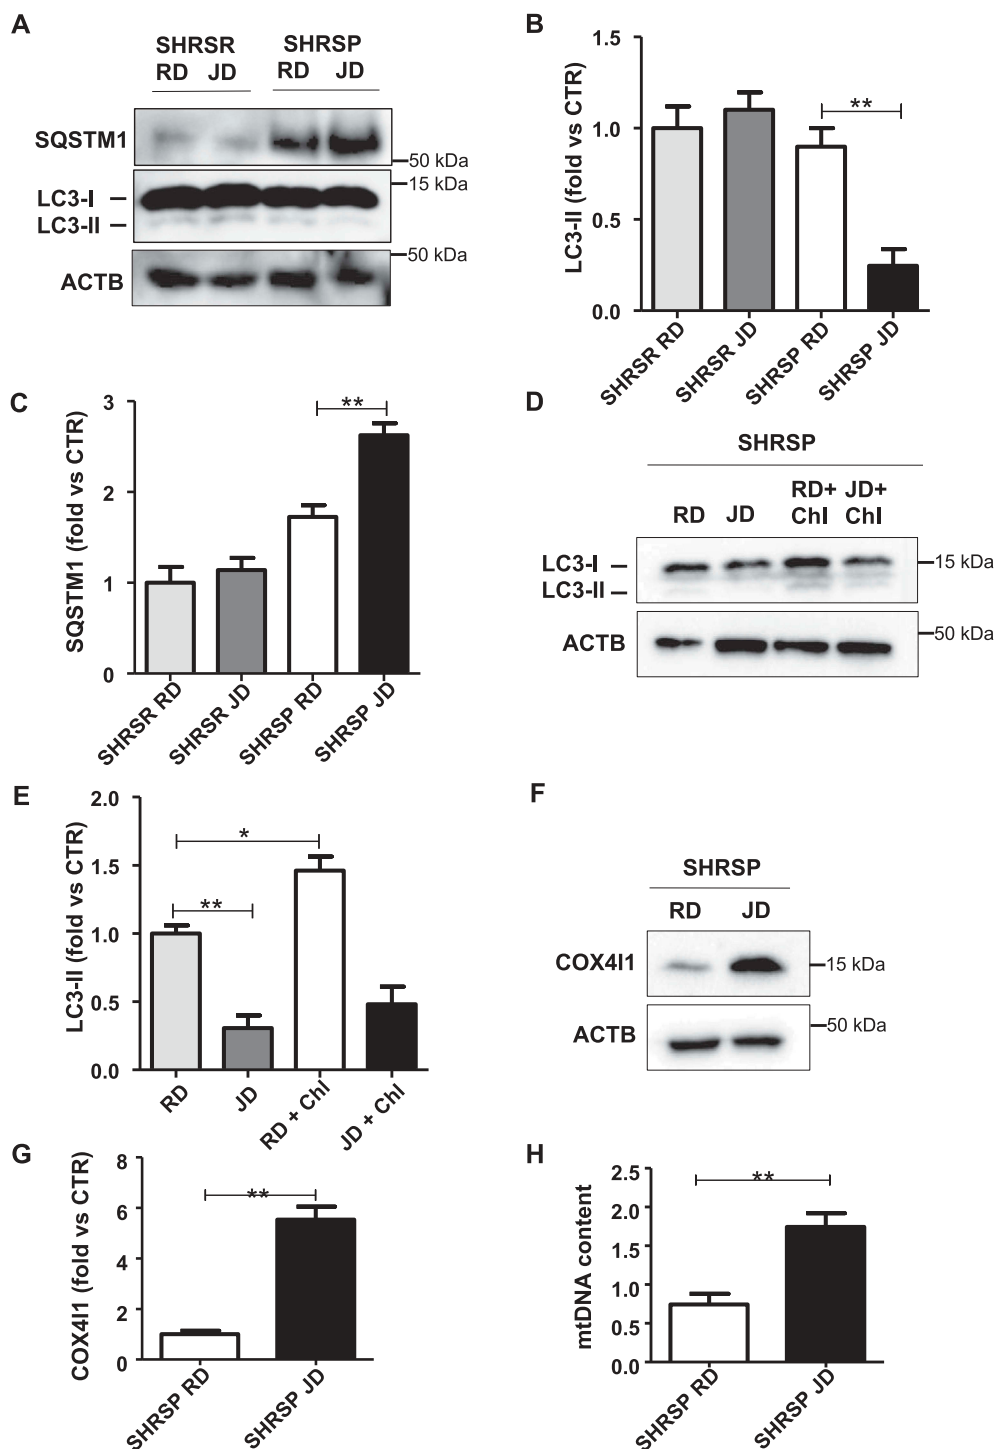 A
SHRSR SHRSP
RD JD RD JD
SQSTM1
50 kDa
15 kDa
LC3-I
LC3-II
50 kDa
ACTB
B
LC3-II (fold vs CTR)
1.5
1.0
0.5
0.0
**
SHRSR RD
SHRSR JD
SHRSP RD
SHRSP JD
C
SQSTM1 (fold vs CTR)
3
2
1
0
**
SHRSR RD
SHRSR JD
SHRSP RD
SHRSP JD
D
SHRSP
RD JD RD+ Chl JD+ Chl
LC3-I
15 kDa
LC3-II
50 kDa
ACTB
E
LC3-II (fold vs CTR)
2.0
1.5
1.0
0.5
0.0
*
**
RD
JD
RD + Chl
JD + Chl
F
SHRSP
RD JD
COX4I1
15 kDa
50 kDa
ACTB
G
COX4I1 (fold vs CTR)
8
6
4
2
0
**
SHRSP RD
SHRSP JD
H
mtDNA content
2.5
2.0
1.5
1.0
0.5
0.0
**
SHRSP RD
SHRSP JD